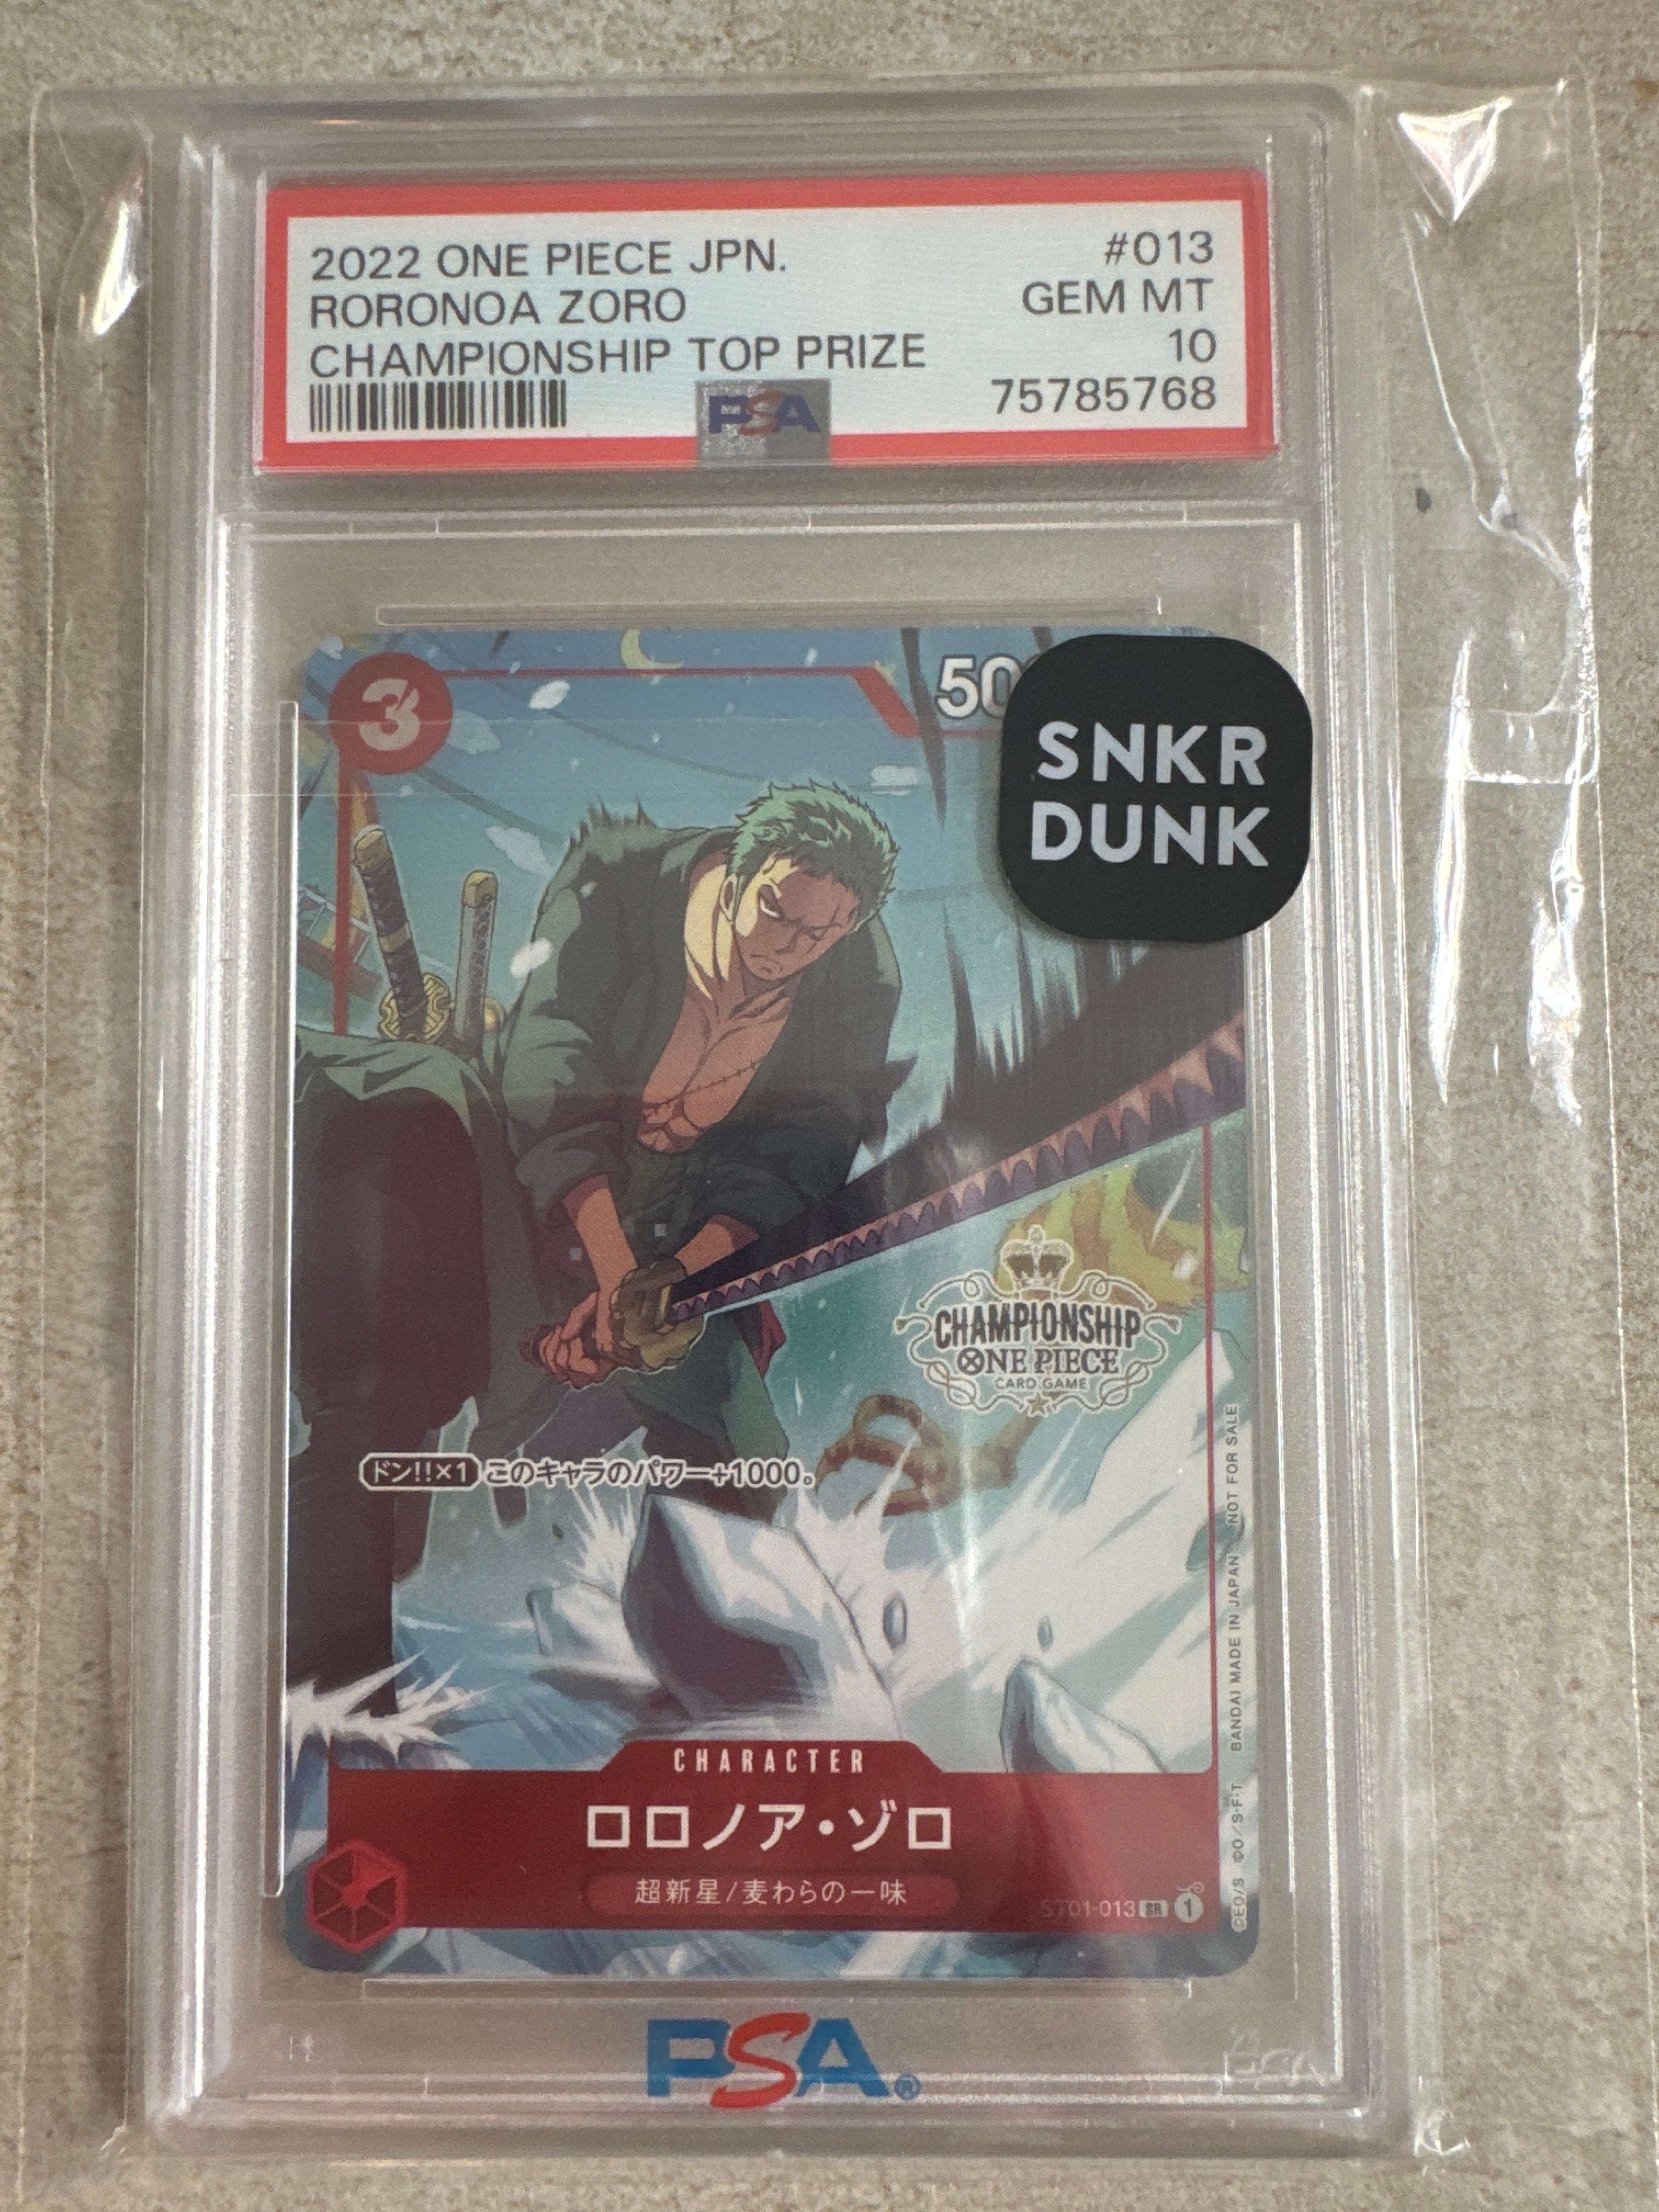 2022 ONE PIECE JPN.
#013
RORONOA ZORO
GEM MT
CHAMPIONSHIP TOP PRIZE
10
PSA
75785768
3
SNKR
DUNK
CHAMPIONSHIP
ONE PIECE
CARD GAME
ドン!!×1 このキャラのパワー+1000。
CHARACTER
ロロノア・ゾロ
超新星/麦わらの一味
ST01-013 SR 1
©EO/S ©O/S・F・T BANDAI MADE IN JAPAN NOT FOR SALE
PSA®